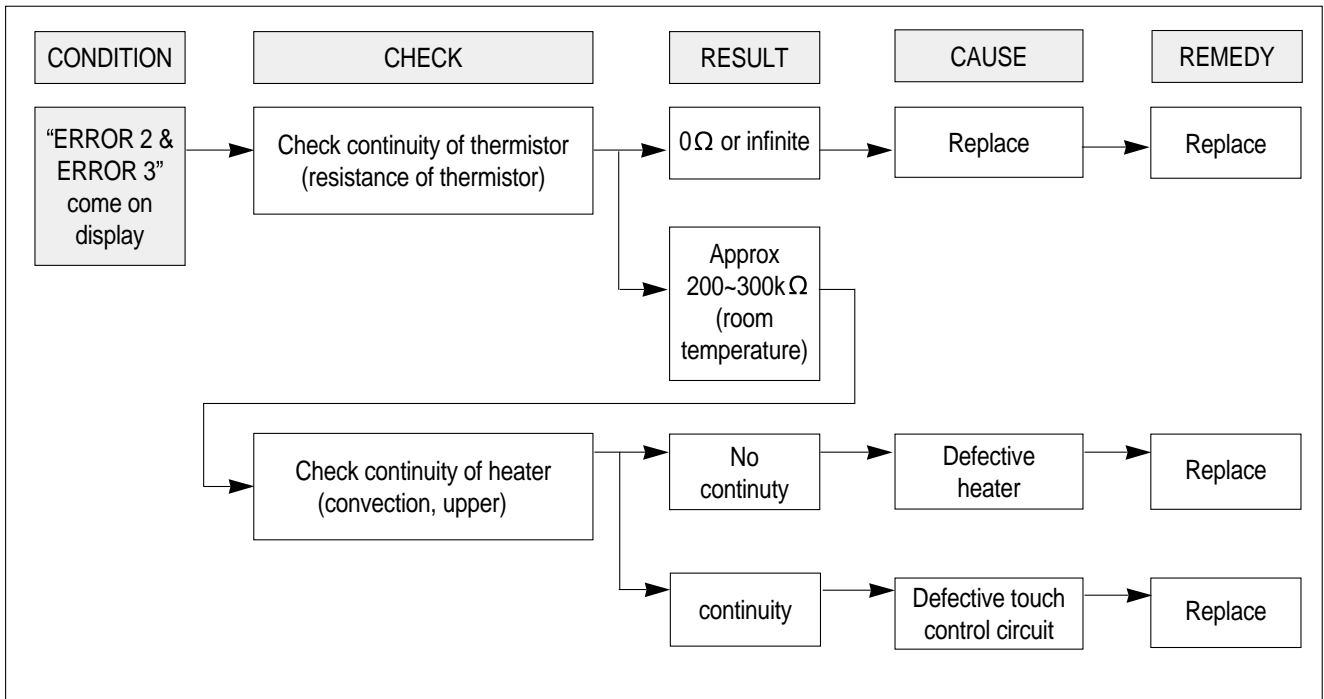 CONDITION
CHECK
RESULT
CAUSE
REMEDY
“ERROR 2 &
ERROR 3”
come on
display
Check continuity of thermistor
(resistance of thermistor)
0Ω or infinite
Replace
Replace
Approx
200~300kΩ
(room
temperature)
Check continuity of heater
(convection, upper)
No
continuty
Defective
heater
Replace
continuity
Defective touch
control circuit
Replace